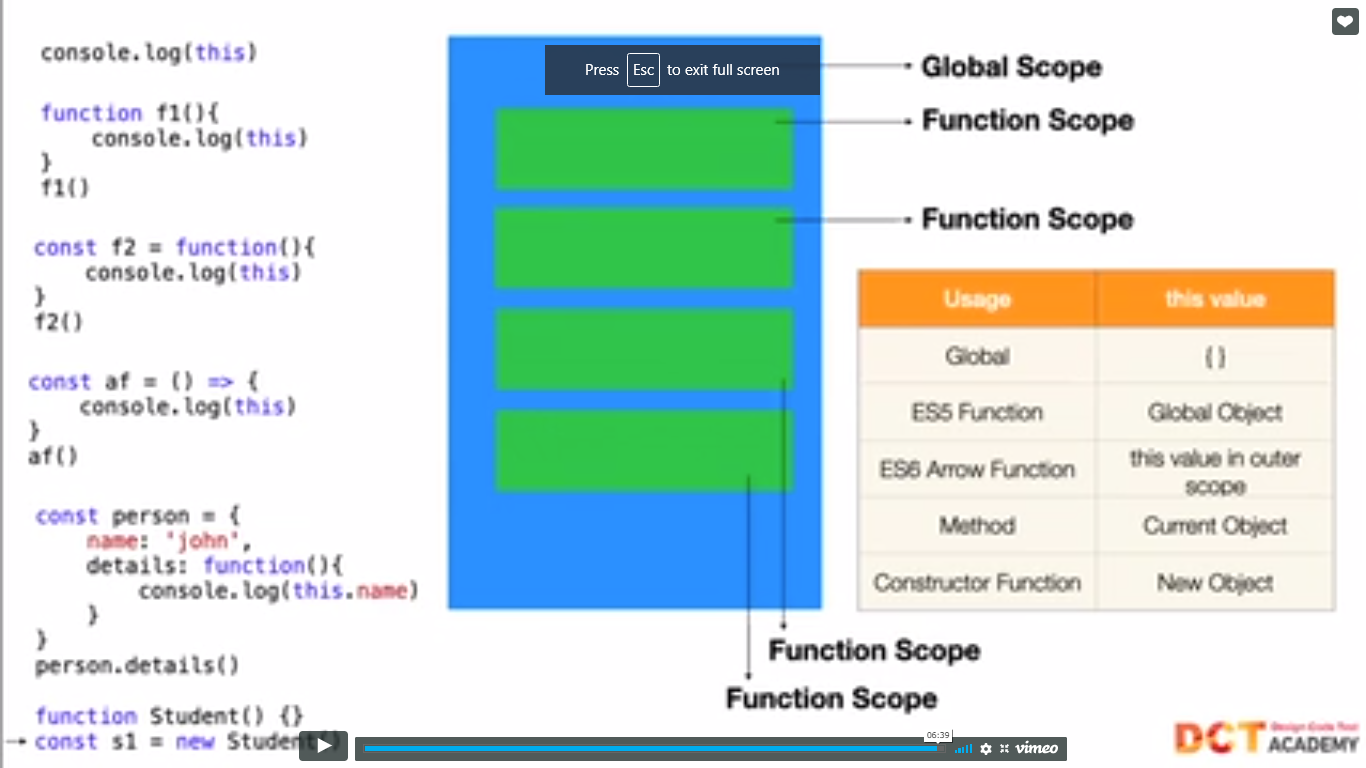 console.log(this)
function f1(){
console.log(this)
}
f1()
const f2 = function(){
console.log(this)
}
f2()
const af = () => {
console.log(this)
}
af()
const person = {
name: 'john',
details: function(){
console.log(this.name)
}
}
person.details()
function Student() {}
const s1 = new Student
Press Esc to exit full screen
Global Scope
Function Scope
Function Scope
Function Scope
Function Scope
Usage this value
Global { }
ES5 Function Global Object
ES6 Arrow Function this value in outer
scope
Method Current Object
Constructor Function New Object
06:39
vimeo
DCT
Design Code Test
ACADEMY